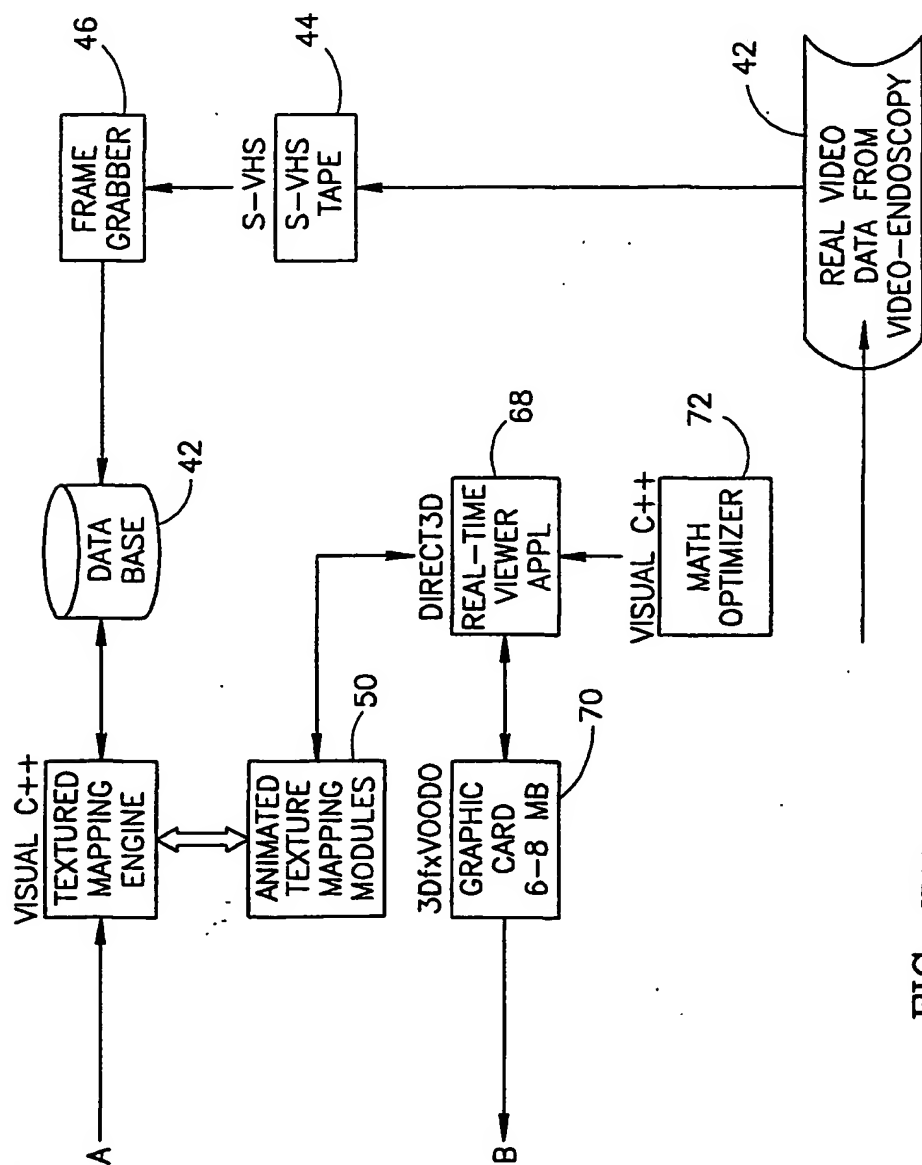 A
VISUAL C++
TEXTURED
MAPPING
ENGINE
DATA
BASE
42
FRAME
GRABBER
46
ANIMATED
TEXTURE
MAPPING
MODULES
50
S-VHS
S-VHS
TAPE
44
B
3DfxVOODO
GRAPHIC
CARD
6-8 MB
70
DIRECT3D
REAL-TIME
VIEWER
APPL
68
VISUAL C++
MATH
OPTIMIZER
72
REAL VIDEO
DATA FROM
VIDEO-ENDOSCOPY
42
FIG.